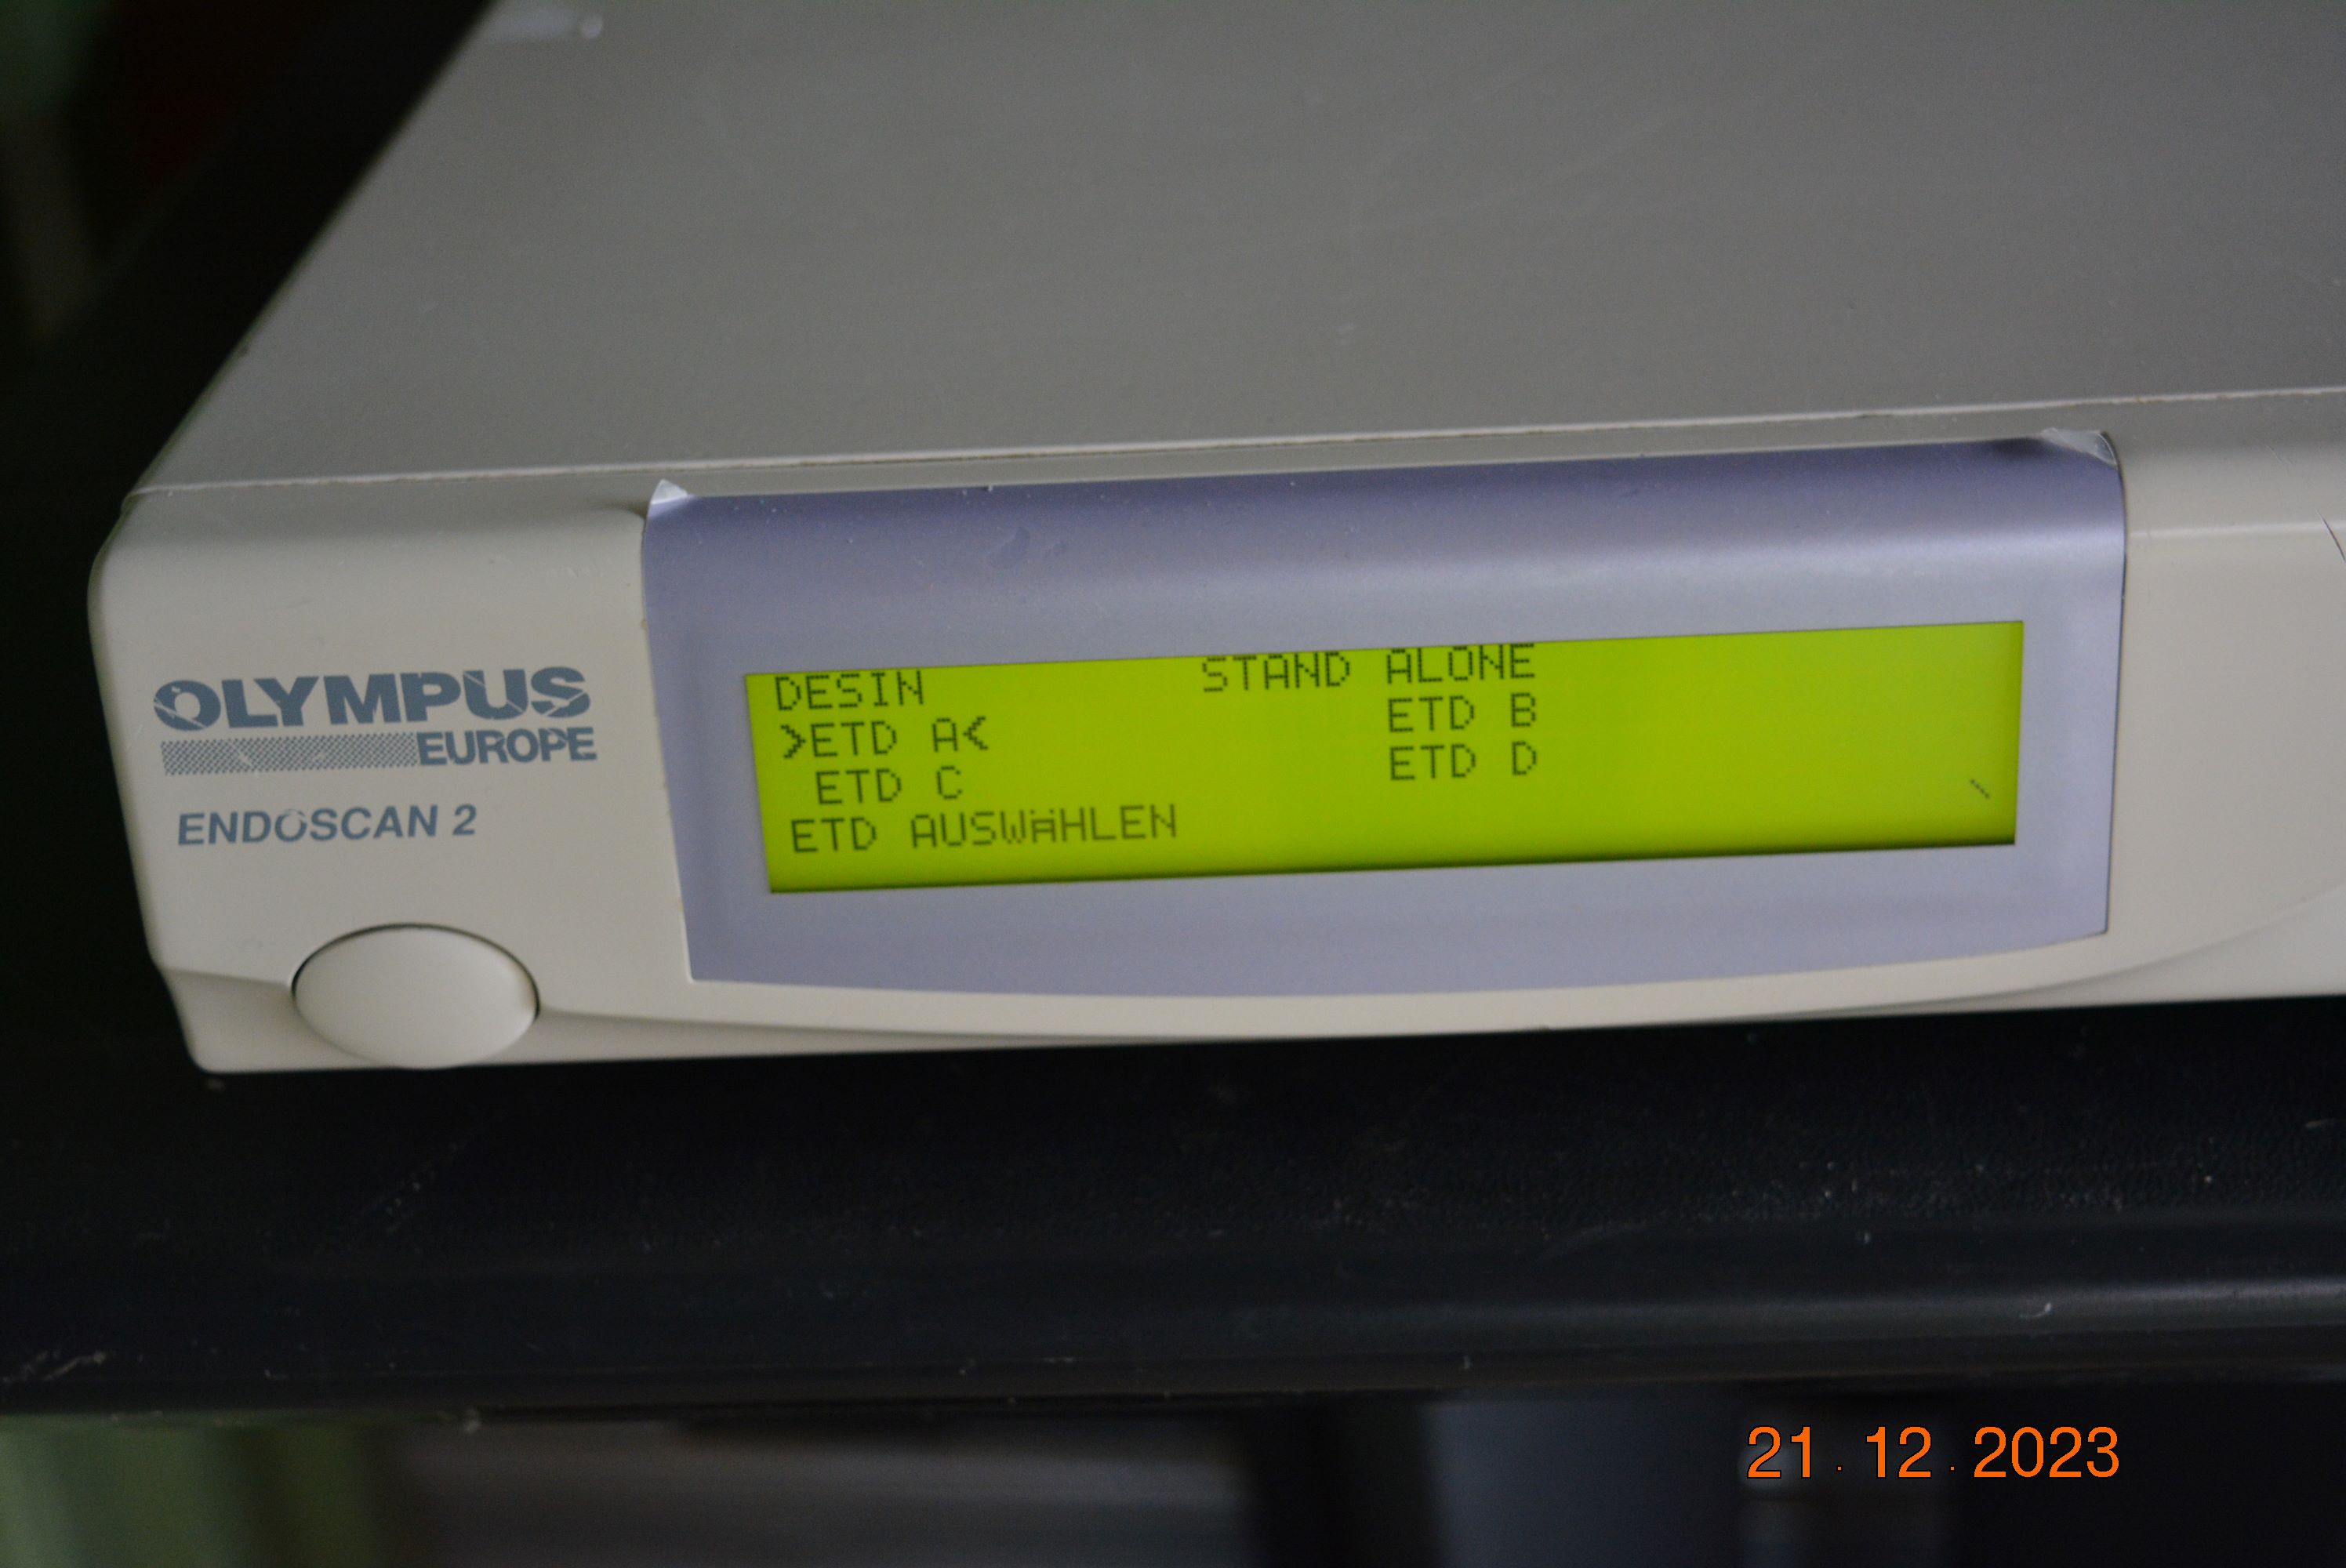 OLYMPUS
EUROPE
ENDOSCAN 2
DESIN STAND ALONE
>ETD A< ETD B
ETD C ETD D
ETD AUSWäHLEN
21.12.2023